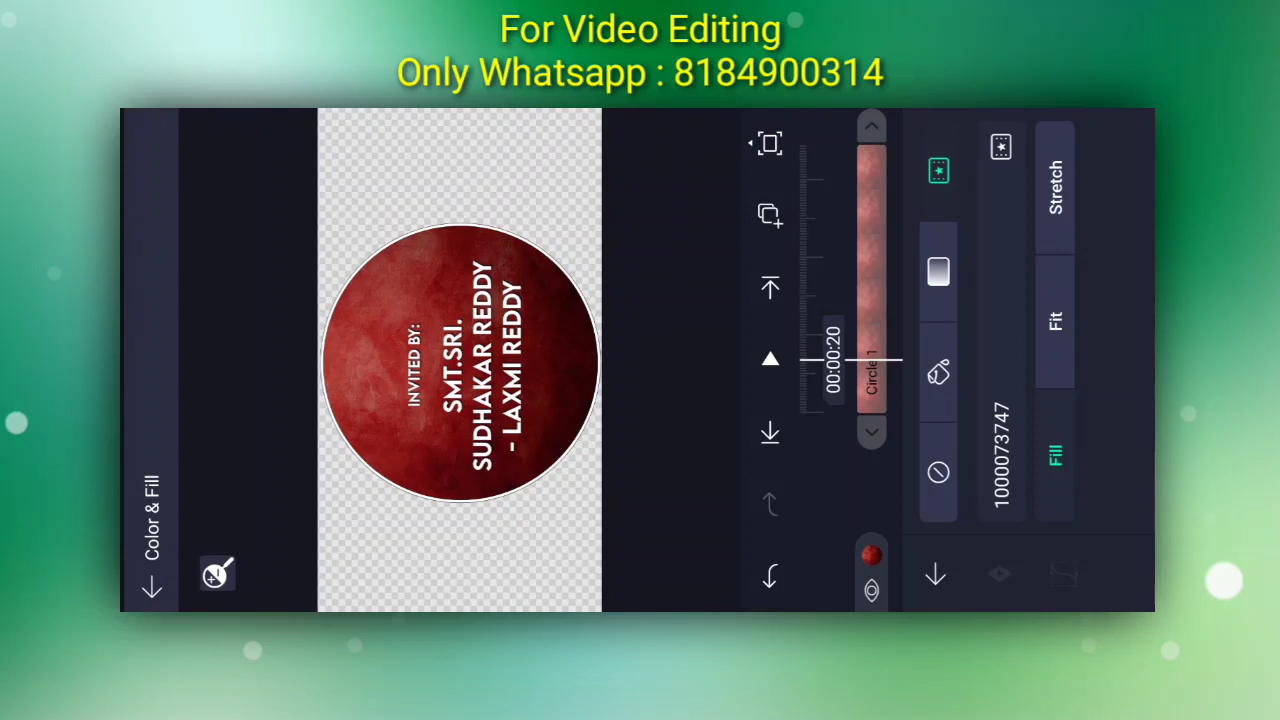 For Video Editing
Only Whatsapp : 8184900314
Color & Fill
INVITED BY:
SMT.SRI.
SUDHAKAR REDDY
- LAXMI REDDY
00:00:20
Circle 1
1000073747
Fill
Fit
Stretch